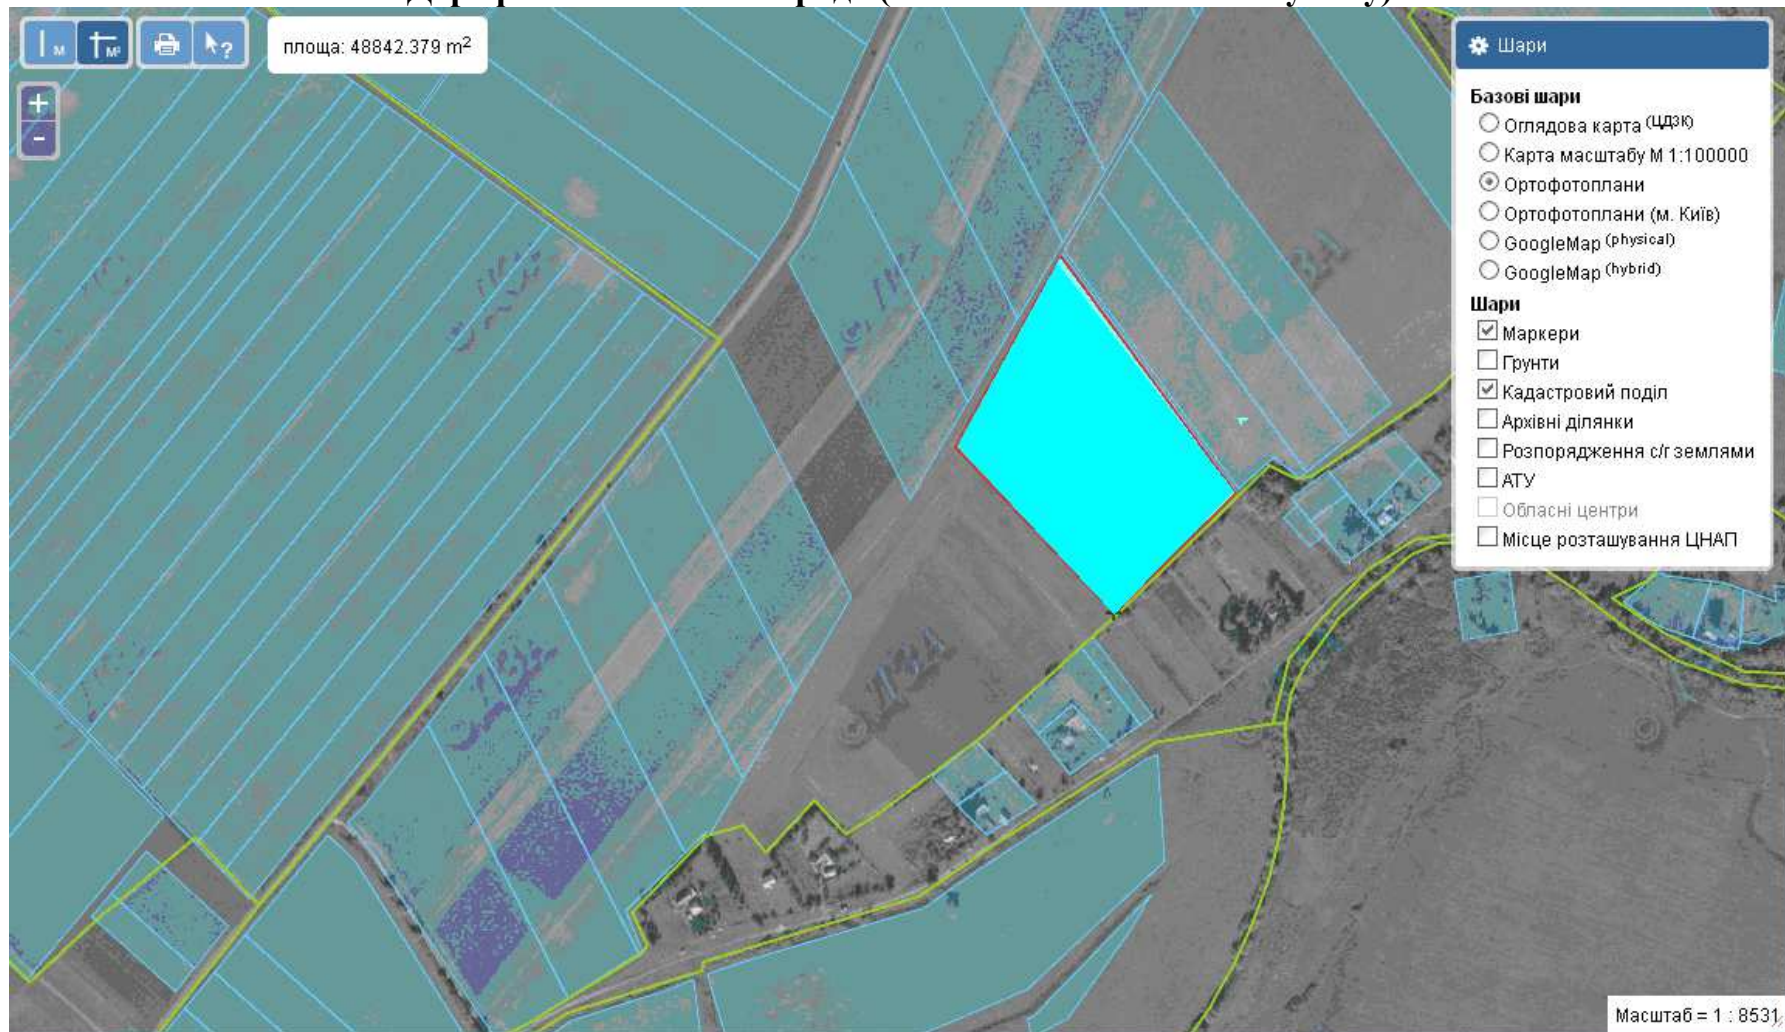 площа: 48842.379 m²
М
М²
?
+
-
Шари
Базові шари
Оглядова карта (ЦДЗК)
Карта масштабу М 1:100000
Ортофотоплани
Ортофотоплани (м. Київ)
GoogleMap (physical)
GoogleMap (hybrid)
Шари
Маркери
Грунти
Кадастровий поділ
Архівні ділянки
Розпорядження с/г землями
АТУ
Обласні центри
Місце розташування ЦНАП
Масштаб = 1 : 8531